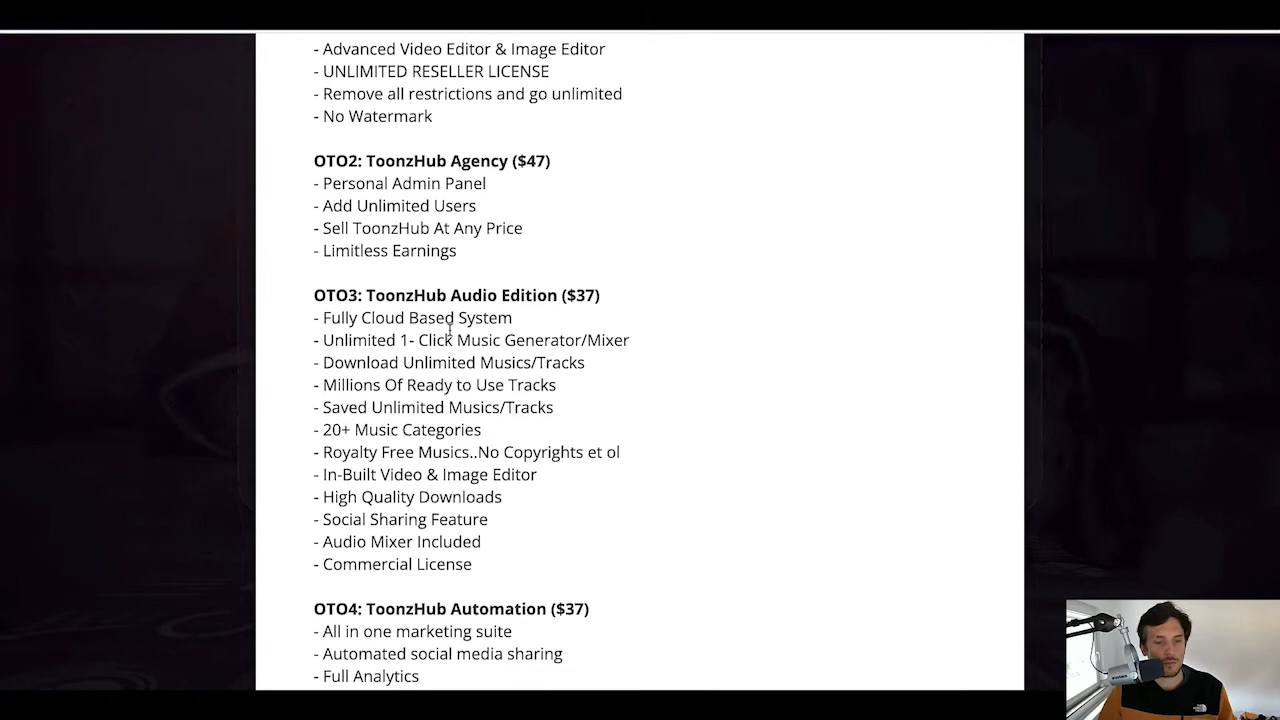 - Advanced Video Editor & Image Editor
- UNLIMITED RESELLER LICENSE
- Remove all restrictions and go unlimited
- No Watermark
OTO2: ToonzHub Agency ($47)
- Personal Admin Panel
- Add Unlimited Users
- Sell ToonzHub At Any Price
- Limitless Earnings
OTO3: ToonzHub Audio Edition ($37)
- Fully Cloud Based System
- Unlimited 1- Click Music Generator/Mixer
- Download Unlimited Musics/Tracks
- Millions Of Ready to Use Tracks
- Saved Unlimited Musics/Tracks
- 20+ Music Categories
- Royalty Free Musics..No Copyrights et ol
- In-Built Video & Image Editor
- High Quality Downloads
- Social Sharing Feature
- Audio Mixer Included
- Commercial License
OTO4: ToonzHub Automation ($37)
- All in one marketing suite
- Automated social media sharing
- Full Analytics